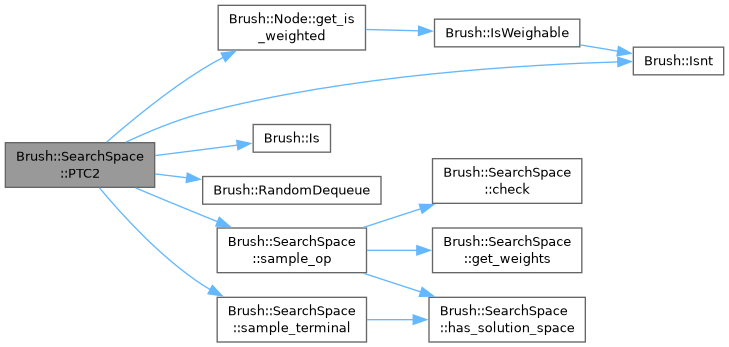 Brush::Node::get_is
_weighted
Brush::IsWeighable
Brush::Isnt
Brush::SearchSpace
::PTC2
Brush::Is
Brush::RandomDequeue
Brush::SearchSpace
::check
Brush::SearchSpace
::sample_op
Brush::SearchSpace
::get_weights
Brush::SearchSpace
::sample_terminal
Brush::SearchSpace
::has_solution_space